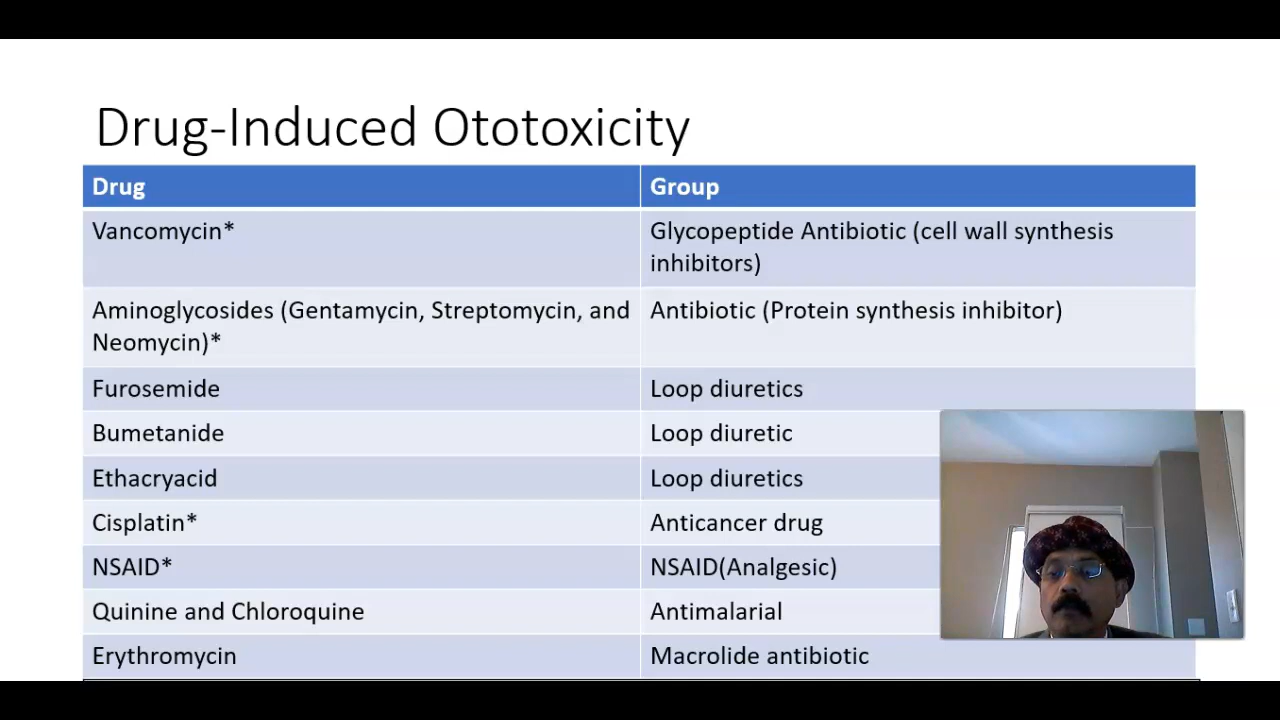 Drug-Induced Ototoxicity
Drug Group
Vancomycin* Glycopeptide Antibiotic (cell wall synthesis
inhibitors)
Aminoglycosides (Gentamycin, Streptomycin, and Antibiotic (Protein synthesis inhibitor)
Neomycin)*
Furosemide Loop diuretics
Bumetanide Loop diuretic
Ethacryacid Loop diuretics
Cisplatin* Anticancer drug
NSAID* NSAID(Analgesic)
Quinine and Chloroquine Antimalarial
Erythromycin Macrolide antibiotic